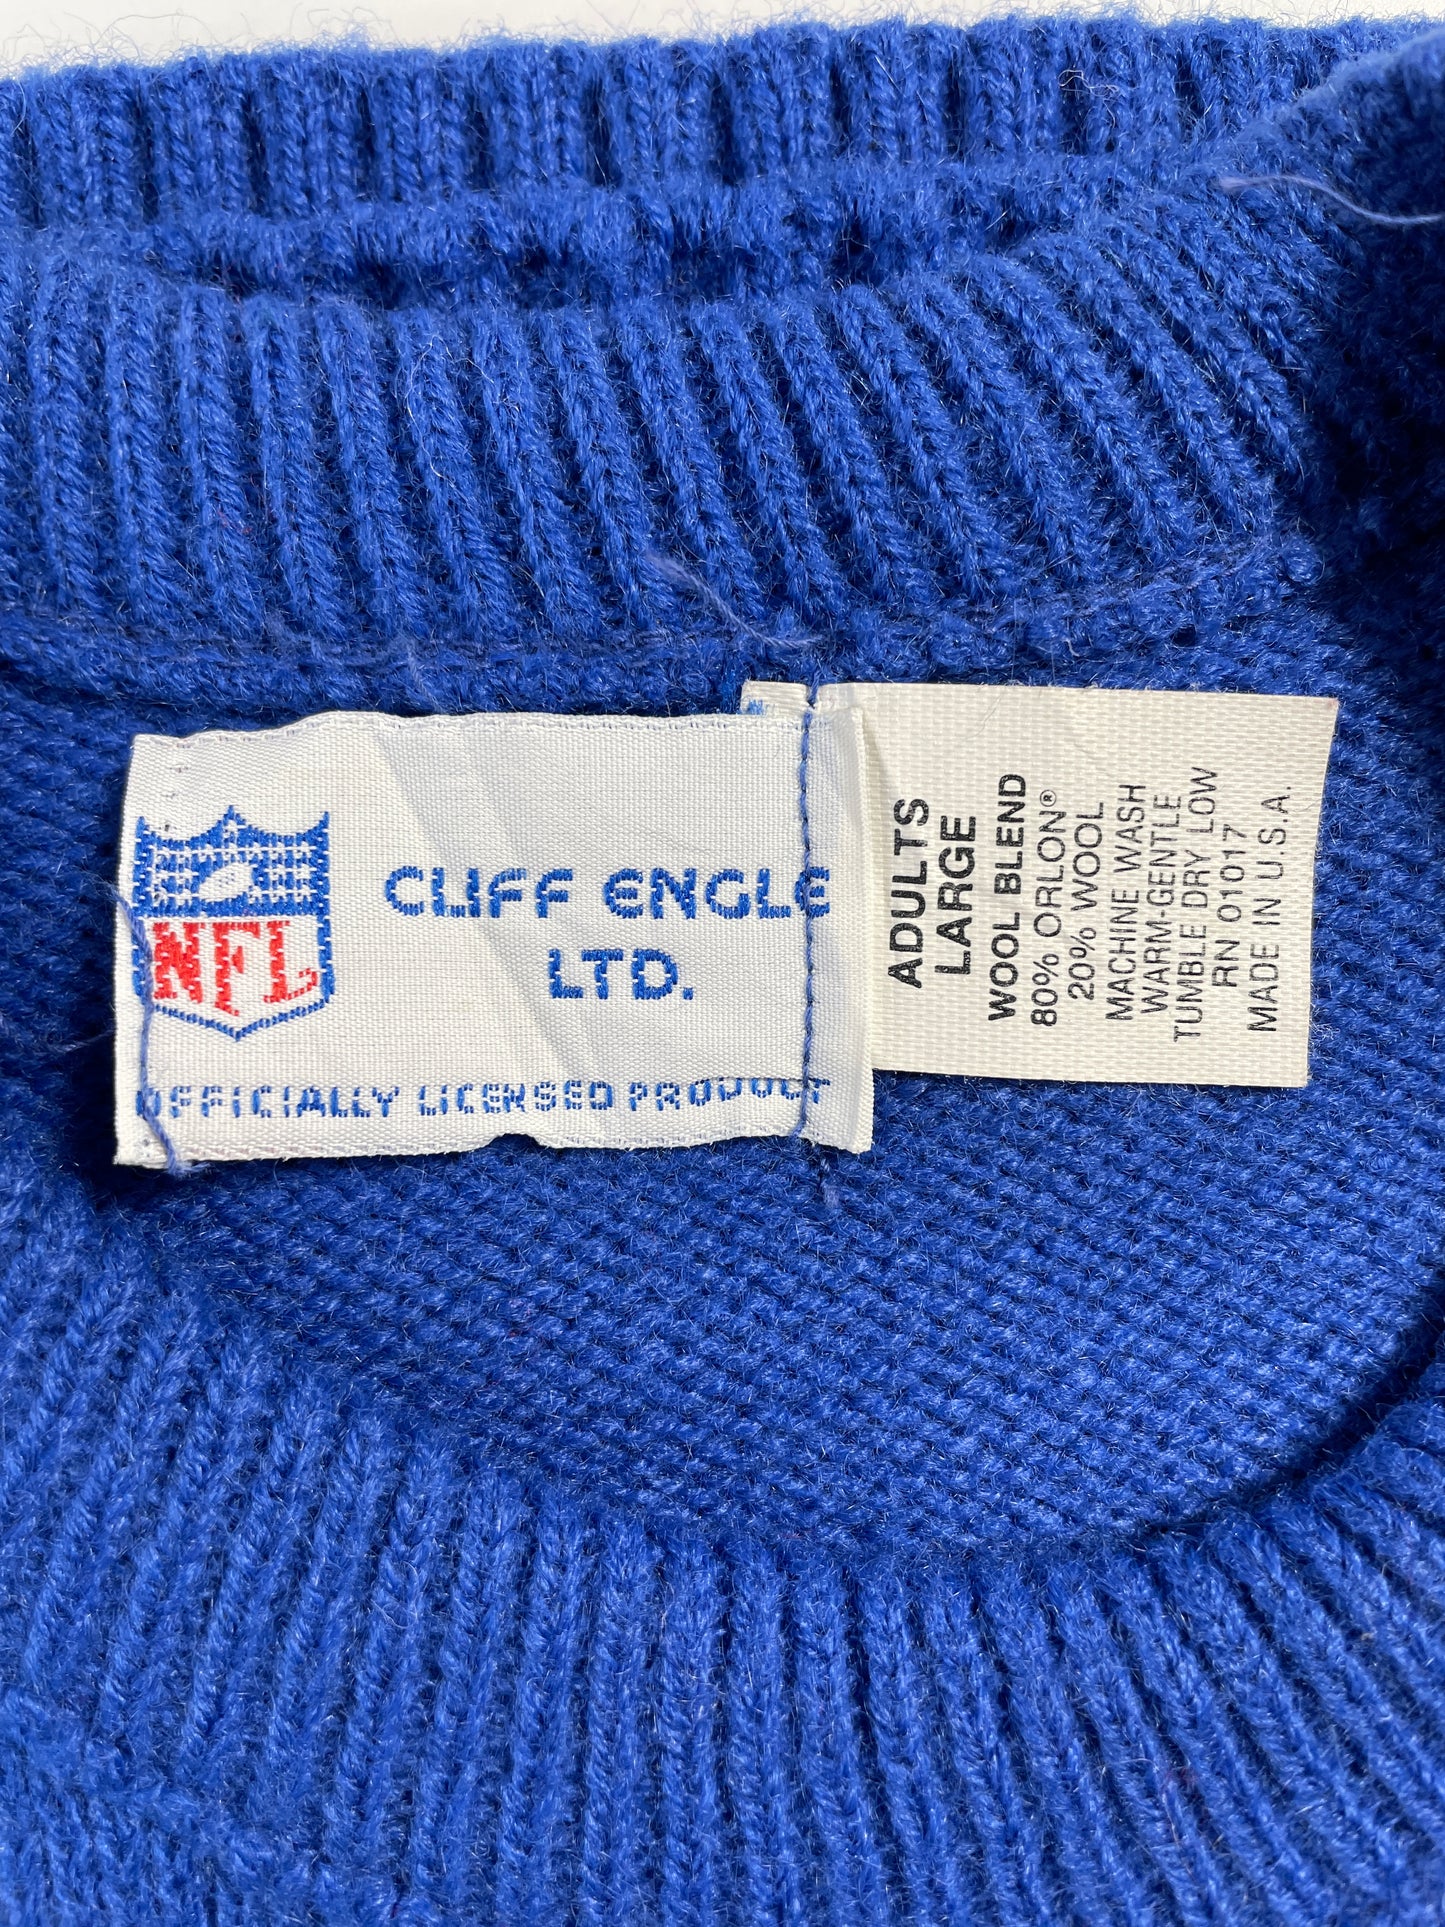 NFL
CLIFF ENGLE
LTD.
OFFICIALLY LICENSED PRODUCT
ADULTS
LARGE
WOOL BLEND
80% ORLON®
20% WOOL
MACHINE WASH
WARM-GENTLE
TUMBLE DRY LOW
RN 01017
MADE IN U.S.A.